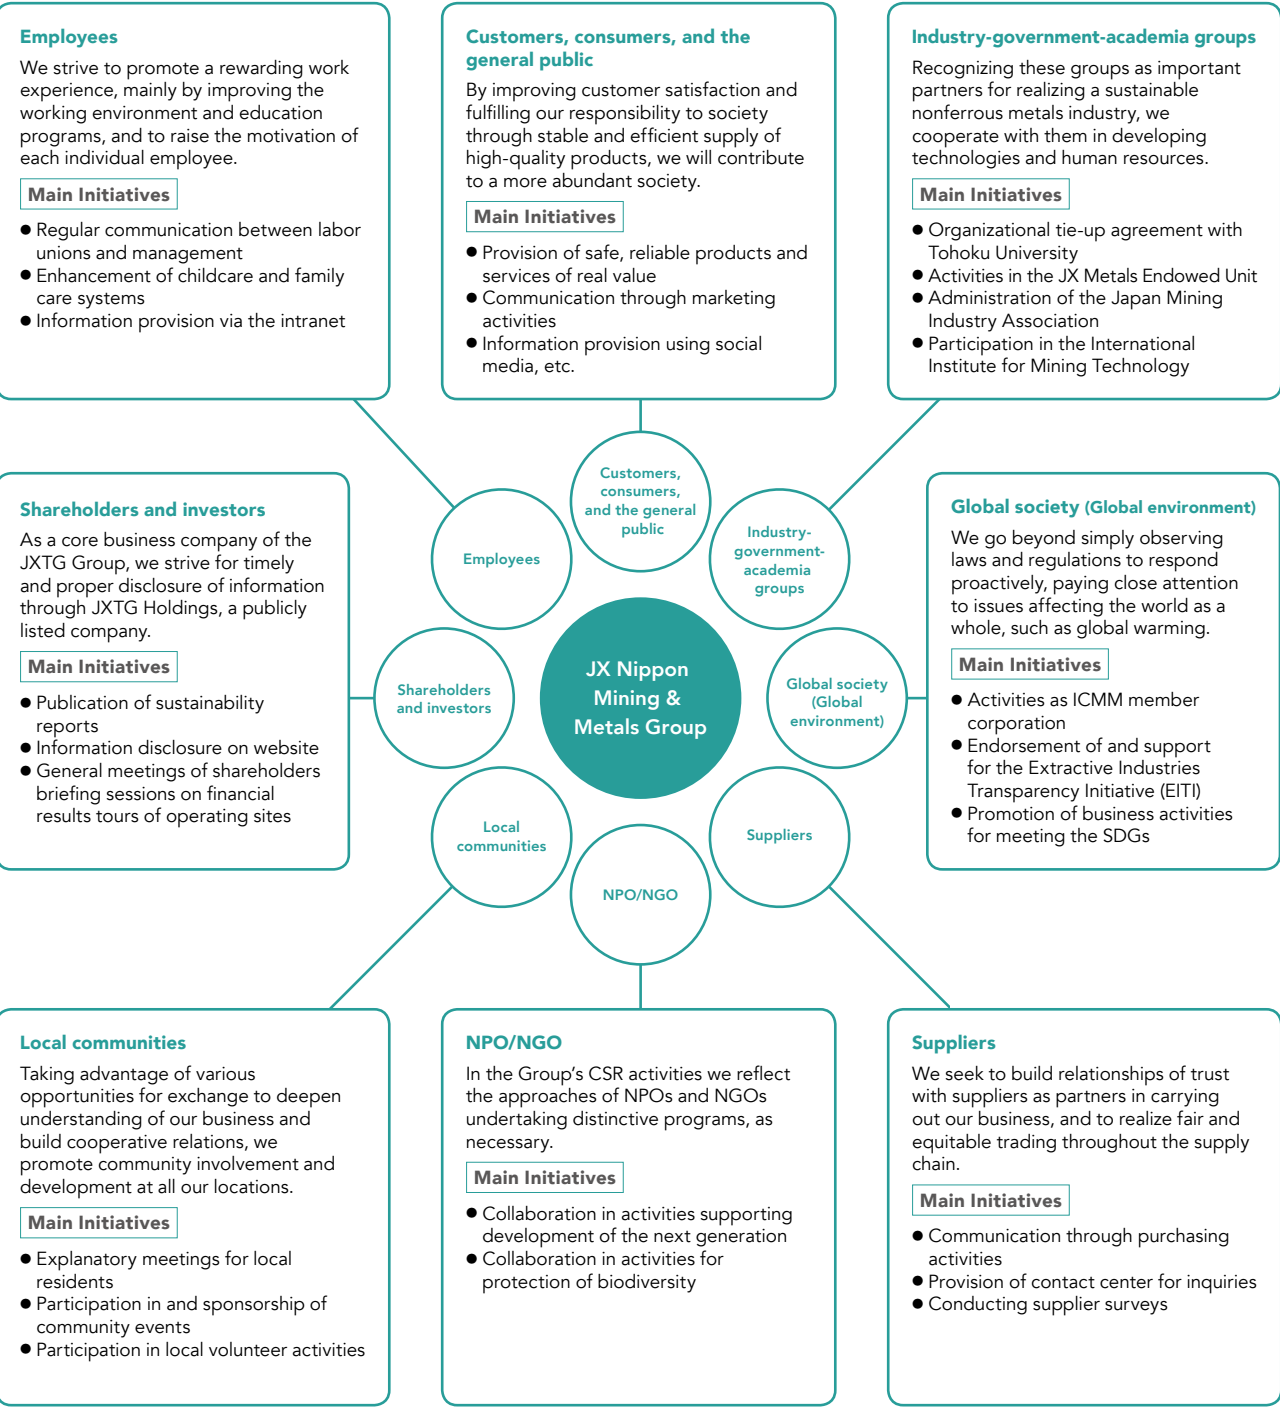 Employees
We strive to promote a rewarding work
experience, mainly by improving the
working environment and education
programs, and to raise the motivation of
each individual employee.
Main Initiatives
● Regular communication between labor
unions and management
● Enhancement of childcare and family
care systems
● Information provision via the intranet
Customers, consumers, and the
general public
By improving customer satisfaction and
fulfilling our responsibility to society
through stable and efficient supply of
high-quality products, we will contribute
to a more abundant society.
Main Initiatives
● Provision of safe, reliable products and
services of real value
● Communication through marketing
activities
● Information provision using social
media, etc.
Industry-government-academia groups
Recognizing these groups as important
partners for realizing a sustainable
nonferrous metals industry, we
cooperate with them in developing
technologies and human resources.
Main Initiatives
● Organizational tie-up agreement with
Tohoku University
● Activities in the JX Metals Endowed Unit
● Administration of the Japan Mining
Industry Association
● Participation in the International
Institute for Mining Technology
Shareholders and investors
As a core business company of the
JXTG Group, we strive for timely
and proper disclosure of information
through JXTG Holdings, a publicly
listed company.
Main Initiatives
● Publication of sustainability
reports
● Information disclosure on website
● General meetings of shareholders
briefing sessions on financial
results tours of operating sites
Customers,
consumers,
and the general
public
Employees
Industry-
government-
academia
groups
Shareholders
and investors
JX Nippon
Mining &
Metals Group
Global society
(Global
environment)
Local
communities
Suppliers
NPO/NGO
Global society (Global environment)
We go beyond simply observing
laws and regulations to respond
proactively, paying close attention
to issues affecting the world as a
whole, such as global warming.
Main Initiatives
● Activities as ICMM member
corporation
● Endorsement of and support
for the Extractive Industries
Transparency Initiative (EITI)
● Promotion of business activities
for meeting the SDGs
Local communities
Taking advantage of various
opportunities for exchange to deepen
understanding of our business and
build cooperative relations, we
promote community involvement and
development at all our locations.
Main Initiatives
● Explanatory meetings for local
residents
● Participation in and sponsorship of
community events
● Participation in local volunteer activities
NPO/NGO
In the Group's CSR activities we reflect
the approaches of NPOs and NGOs
undertaking distinctive programs, as
necessary.
Main Initiatives
● Collaboration in activities supporting
development of the next generation
● Collaboration in activities for
protection of biodiversity
Suppliers
We seek to build relationships of trust
with suppliers as partners in carrying
out our business, and to realize fair and
equitable trading throughout the supply
chain.
Main Initiatives
● Communication through purchasing
activities
● Provision of contact center for inquiries
● Conducting supplier surveys